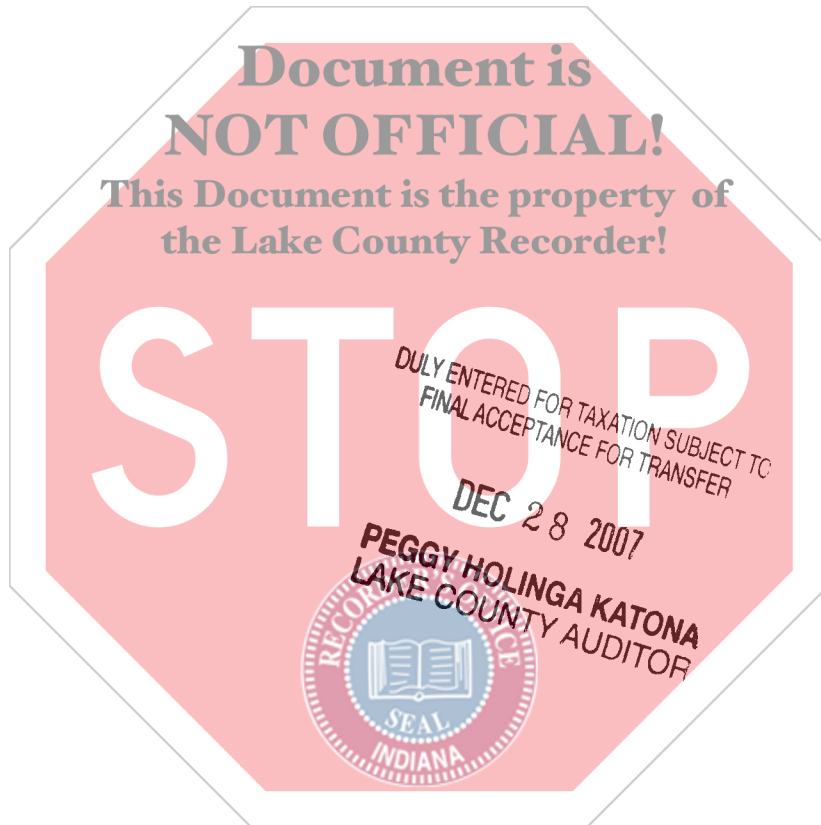 Document is
NOT OFFICIAL!
This Document is the property of
the Lake County Recorder!
STOP
DULY ENTERED FOR TAXATION SUBJECT TO
FINAL ACCEPTANCE FOR TRANSFER
DEC 28 2007
PEGGY HOLINGA KATONA
LAKE COUNTY AUDITOR
RECORDER'S OFFICE
SEAL
INDIANA